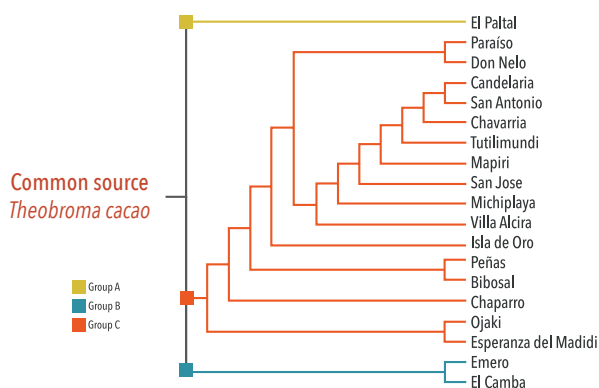 El Paltal
Paraíso
Don Nelo
Candelaria
San Antonio
Chavarria
Tutilimundi
Mapiri
San Jose
Michiplaya
Villa Alcira
Isla de Oro
Peñas
Bibosal
Chaparro
Ojaki
Esperanza del Madidi
Emero
El Camba
Common source
Theobroma cacao
Group A
Group B
Group C